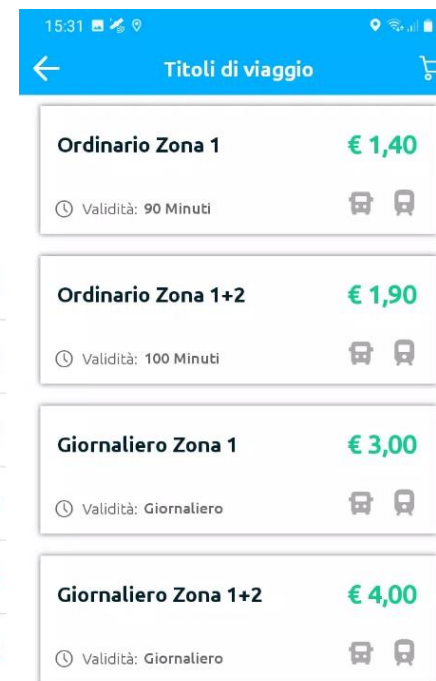 15:31
Titoli di viaggio
Ordinario Zona 1 € 1,40
Validità: 90 Minuti
Ordinario Zona 1+2 € 1,90
Validità: 100 Minuti
Giornaliero Zona 1 € 3,00
Validità: Giornaliero
Giornaliero Zona 1+2 € 4,00
Validità: Giornaliero